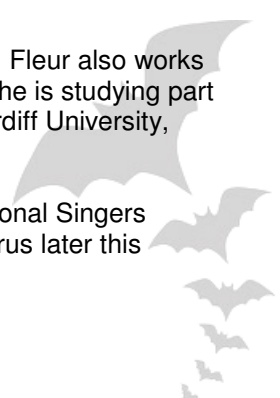 Fleur also works
he is studying part
rdiff University,
onal Singers
rus later this